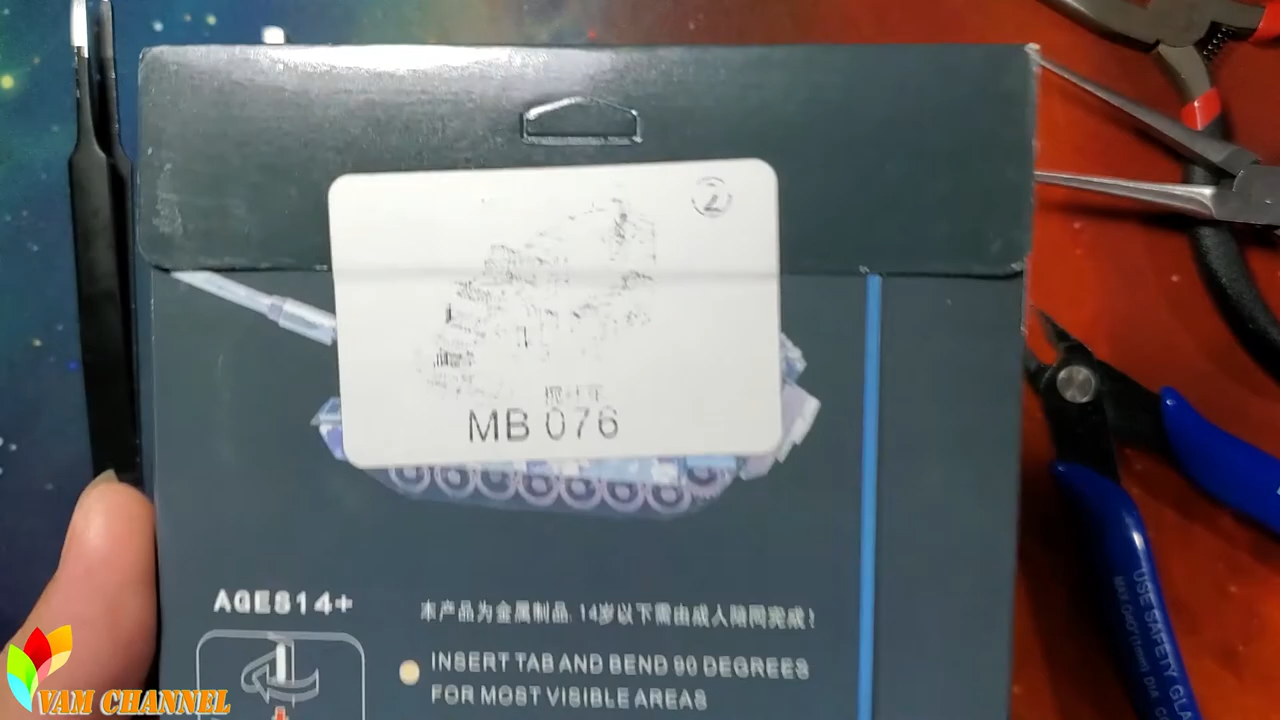 ②
MB 076
AGES14+
本产品为金属制品, 14岁以下需由成人陪同完成!
INSERT TAB AND BEND 90 DEGREES
FOR MOST VISIBLE AREAS
USE SAFETY GLA
VAM CHANNEL